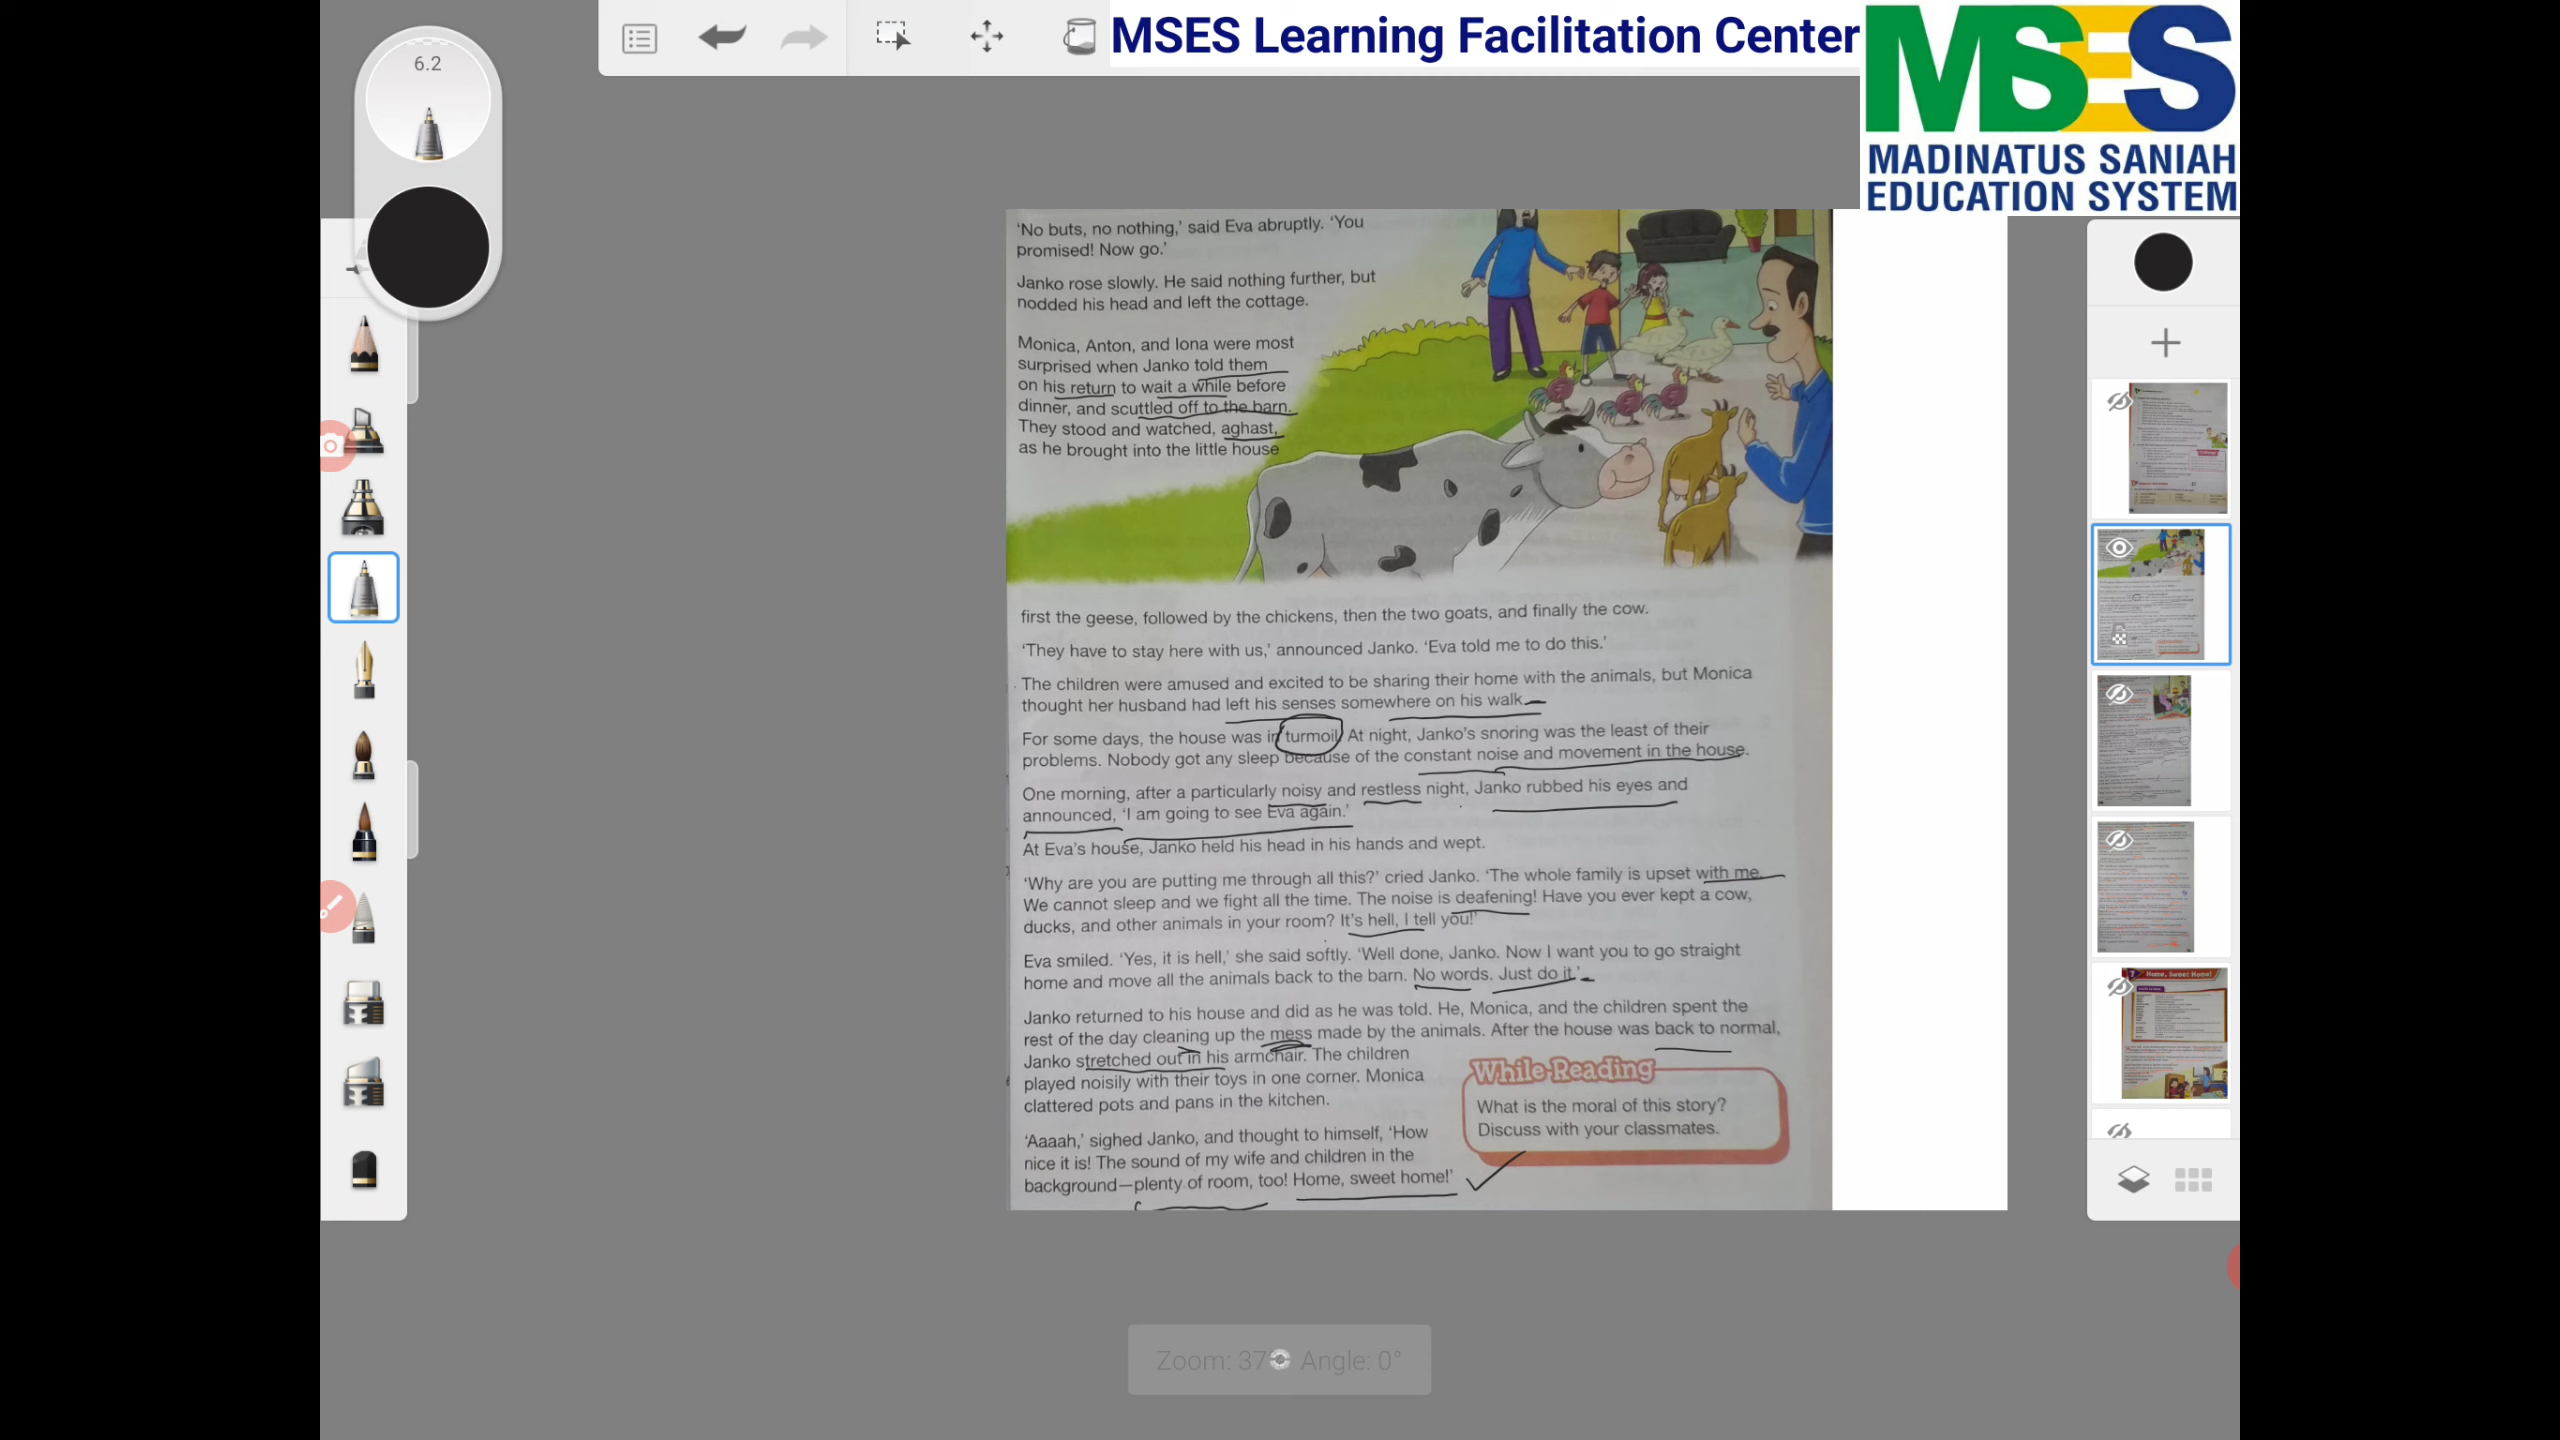 6.2
MSES Learning Facilitation Center
MSES
MADINATUS SANIAH
EDUCATION SYSTEM
‘No buts, no nothing,’ said Eva abruptly. ‘You
promised! Now go.’
Janko rose slowly. He said nothing further, but
nodded his head and left the cottage.
Monica, Anton, and Iona were most
surprised when Janko told them
on his return to wait a while before
dinner, and scuttled off to the barn.
They stood and watched, aghast,
as he brought into the little house
first the geese, followed by the chickens, then the two goats, and finally the cow.
‘They have to stay here with us,’ announced Janko. ‘Eva told me to do this.’
The children were amused and excited to be sharing their home with the animals, but Monica
thought her husband had left his senses somewhere on his walk.
For some days, the house was in turmoil. At night, Janko’s snoring was the least of their
problems. Nobody got any sleep because of the constant noise and movement in the house.
One morning, after a particularly noisy and restless night, Janko rubbed his eyes and
announced, ‘I am going to see Eva again.’
At Eva’s house, Janko held his head in his hands and wept.
‘Why are you are putting me through all this?’ cried Janko. ‘The whole family is upset with me.
We cannot sleep and we fight all the time. The noise is deafening! Have you ever kept a cow,
ducks, and other animals in your room? It’s hell, I tell you!’
Eva smiled. ‘Yes, it is hell,’ she said softly. ‘Well done, Janko. Now I want you to go straight
home and move all the animals back to the barn. No words. Just do it.’
Janko returned to his house and did as he was told. He, Monica, and the children spent the
rest of the day cleaning up the mess made by the animals. After the house was back to normal,
Janko stretched out in his armchair. The children
played noisily with their toys in one corner. Monica
clattered pots and pans in the kitchen.
‘Aaaah,’ sighed Janko, and thought to himself, ‘How
nice it is! The sound of my wife and children in the
background—plenty of room, too! Home, sweet home!’
While-Reading
What is the moral of this story?
Discuss with your classmates.
7 Home, Sweet Home!
Zoom: 37 Angle: 0°